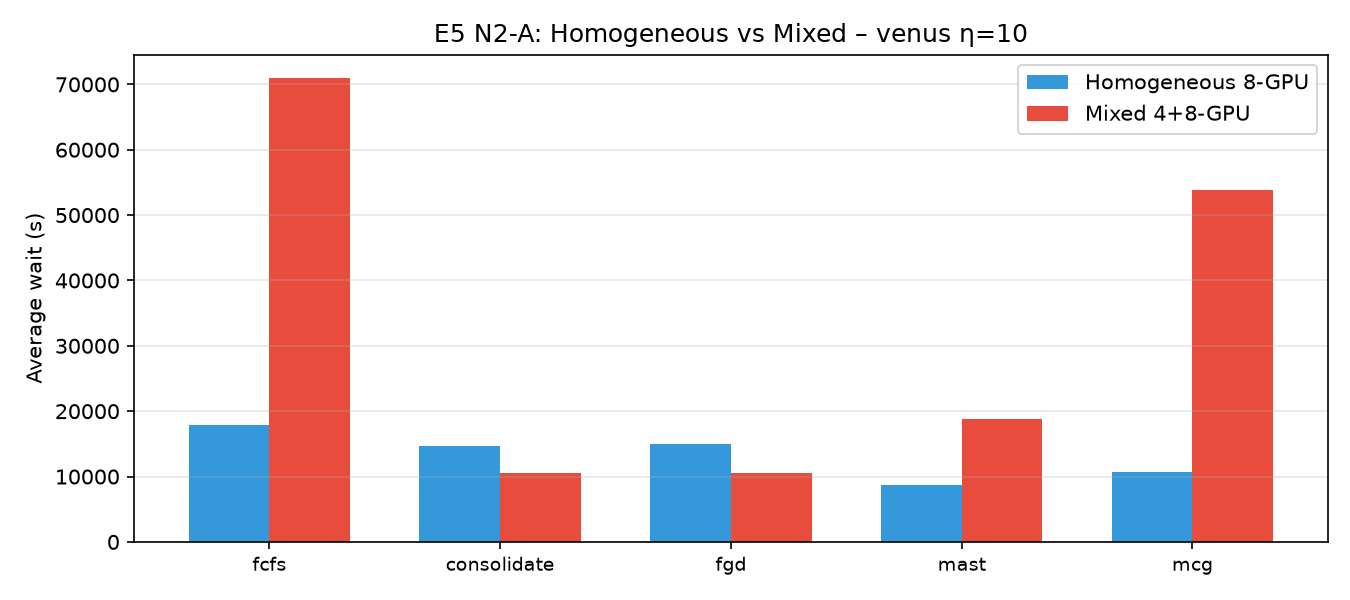 E5 N2-A: Homogeneous vs Mixed – venus η=10
Homogeneous 8-GPU
Mixed 4+8-GPU
Average wait (s)
70000
60000
50000
40000
30000
20000
10000
0
fcfs
consolidate
fgd
mast
mcg